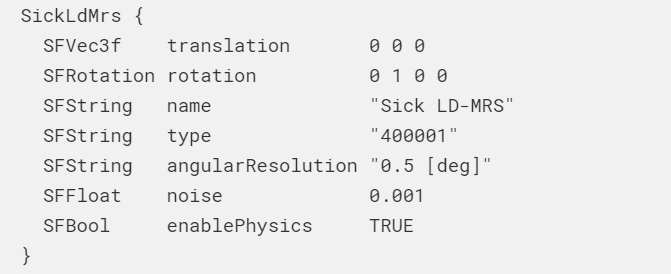 SickLdMrs {
  SFVec3f    translation       0 0 0
  SFRotation rotation          0 1 0 0
  SFString   name              "Sick LD-MRS"
  SFString   type              "400001"
  SFString   angularResolution "0.5 [deg]"
  SFFloat    noise             0.001
  SFBool     enablePhysics     TRUE
}